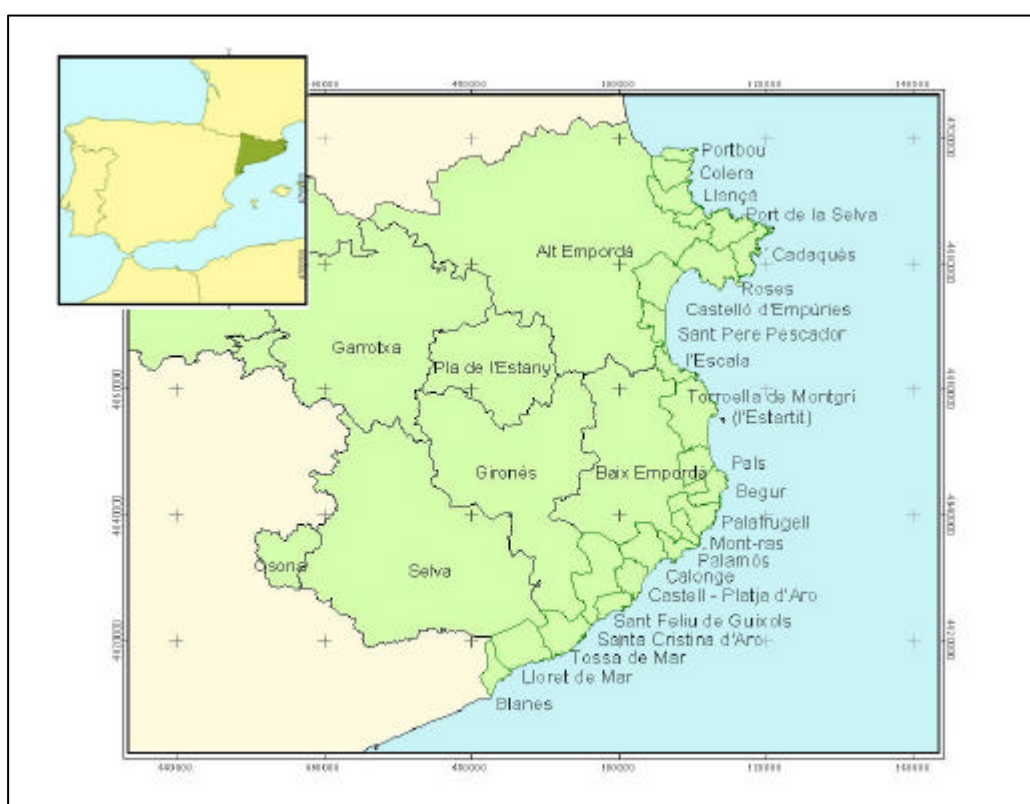 Portbou
Colera
Llançà
Port de la Selva
Alt Empordà
Cadaqués
Roses
Castelló d'Empúries
Sant Pere Pescador
Garrotxa
l'Escala
Pla de l'Estany
Torroella de Montgrí
(l'Estartit)
Pals
Gironés
Baix Empordà
Begur
Palafrugell
Mont-ras
Palamós
Osona
Selva
Calonge
Castell - Platja d'Aro
Sant Feliu de Guíxols
Santa Cristina d'Aro
Tossa de Mar
Lloret de Mar
Blanes